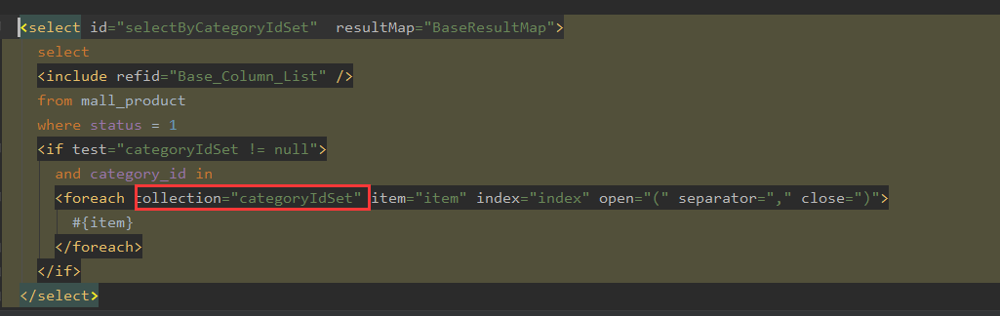 <select id="selectByCategoryIdSet"  resultMap="BaseResultMap">
select
<include refid="Base_Column_List" />
from mall_product
where status = 1
<if test="categoryIdSet != null">
and category_id in
<foreach collection="categoryIdSet" item="item" index="index" open="(" separator="," close=")">
#{item}
</foreach>
</if>
</select>